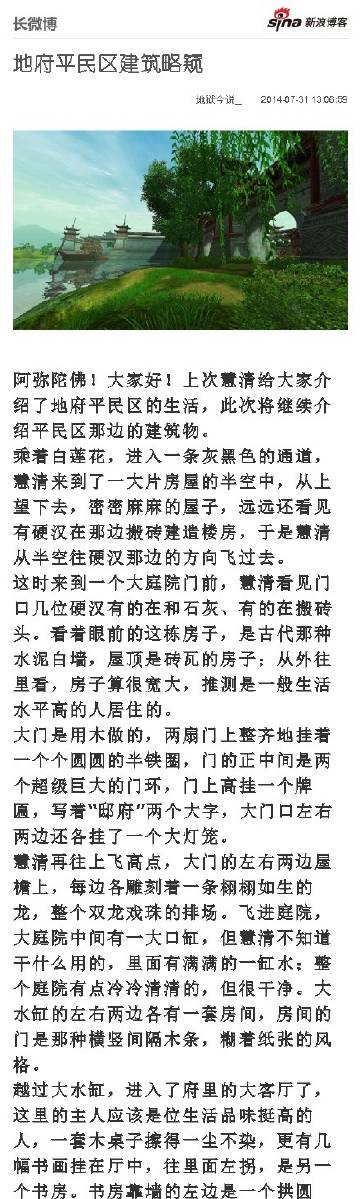 长微博
sina 新浪博客
地府平民区建筑略窥
地狱今说_ 2014-07-31 13:06:59
阿弥陀佛！大家好！上次慧清给大家介
绍了地府平民区的生活，此次将继续介
绍平民区那边的建筑物。
乘着白莲花，进入一条灰黑色的通道，
慧清来到了一大片房屋的半空中，从上
望下去，密密麻麻的屋子，远远还看见
有硬汉在那边搬砖建造楼房，于是慧清
从半空往硬汉那边的方向飞过去。
这时来到一个大庭院门前，慧清看见门
口几位硬汉有的在和石灰、有的在搬砖
头。看着眼前的这栋房子，是古代那种
水泥白墙，屋顶是砖瓦的房子；从外往
里看，房子算很宽大，推测是一般生活
水平高的人居住的。
大门是用木做的，两扇门上整齐地挂着
一个个圆圆的半铁圈，门的正中间是两
个超级巨大的门环，门上高挂一个牌
匾，写着“邸府”两个大字，大门口左右
两边还各挂了一个大灯笼。
慧清再往上飞高点，大门的左右两边屋
檐上，每边各雕刻着一条栩栩如生的
龙，整个双龙戏珠的排场。飞进庭院，
大庭院中间有一大口缸，但慧清不知道
干什么用的，里面有满满的一缸水；整
个庭院有点冷冷清清的，但很干净。大
水缸的左右两边各有一套房间，房间的
门是那种横竖间隔木条，糊着纸张的风
格。
越过大水缸，进入了府里的大客厅了，
这里的主人应该是位生活品味挺高的
人，一套木桌子擦得一尘不染，更有几
幅书画挂在厅中，往里面左拐，是另一
个书房。书房靠墙的左边是一个拱圆